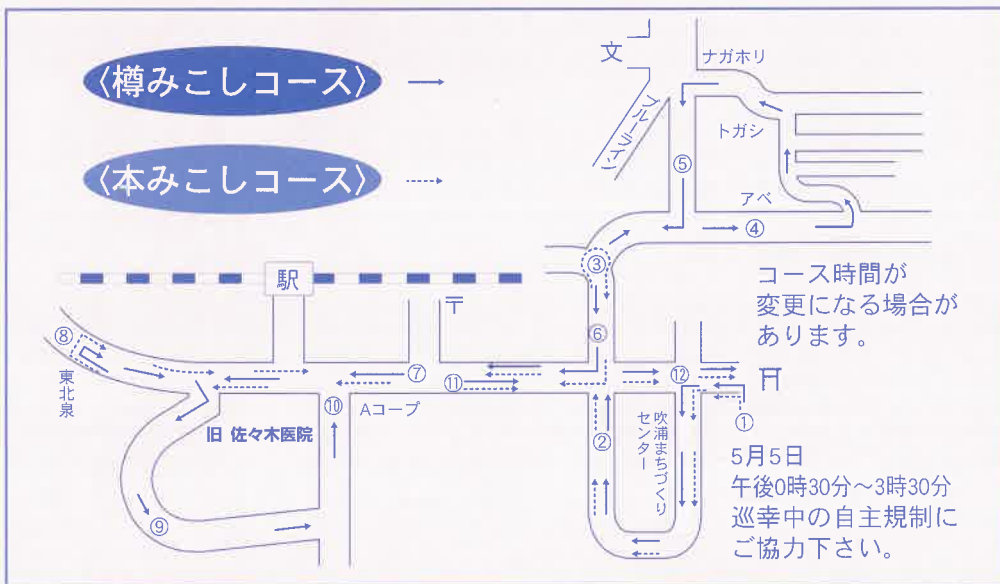 〈樽みこしコース〉
〈本みこしコース〉
文
ナガホリ
ブルーライン
トガシ
⑤
アベ
④
③
駅
〒
コース時間が
変更になる場合が
あります。
⑧
東北泉
⑥
⑦
⑪
⑫
⑩
Aコープ
旧 佐々木医院
②
吹浦まちづくり
センター
①
⑨
5月5日
午後0時30分~3時30分
巡幸中の自主規制に
ご協力下さい。